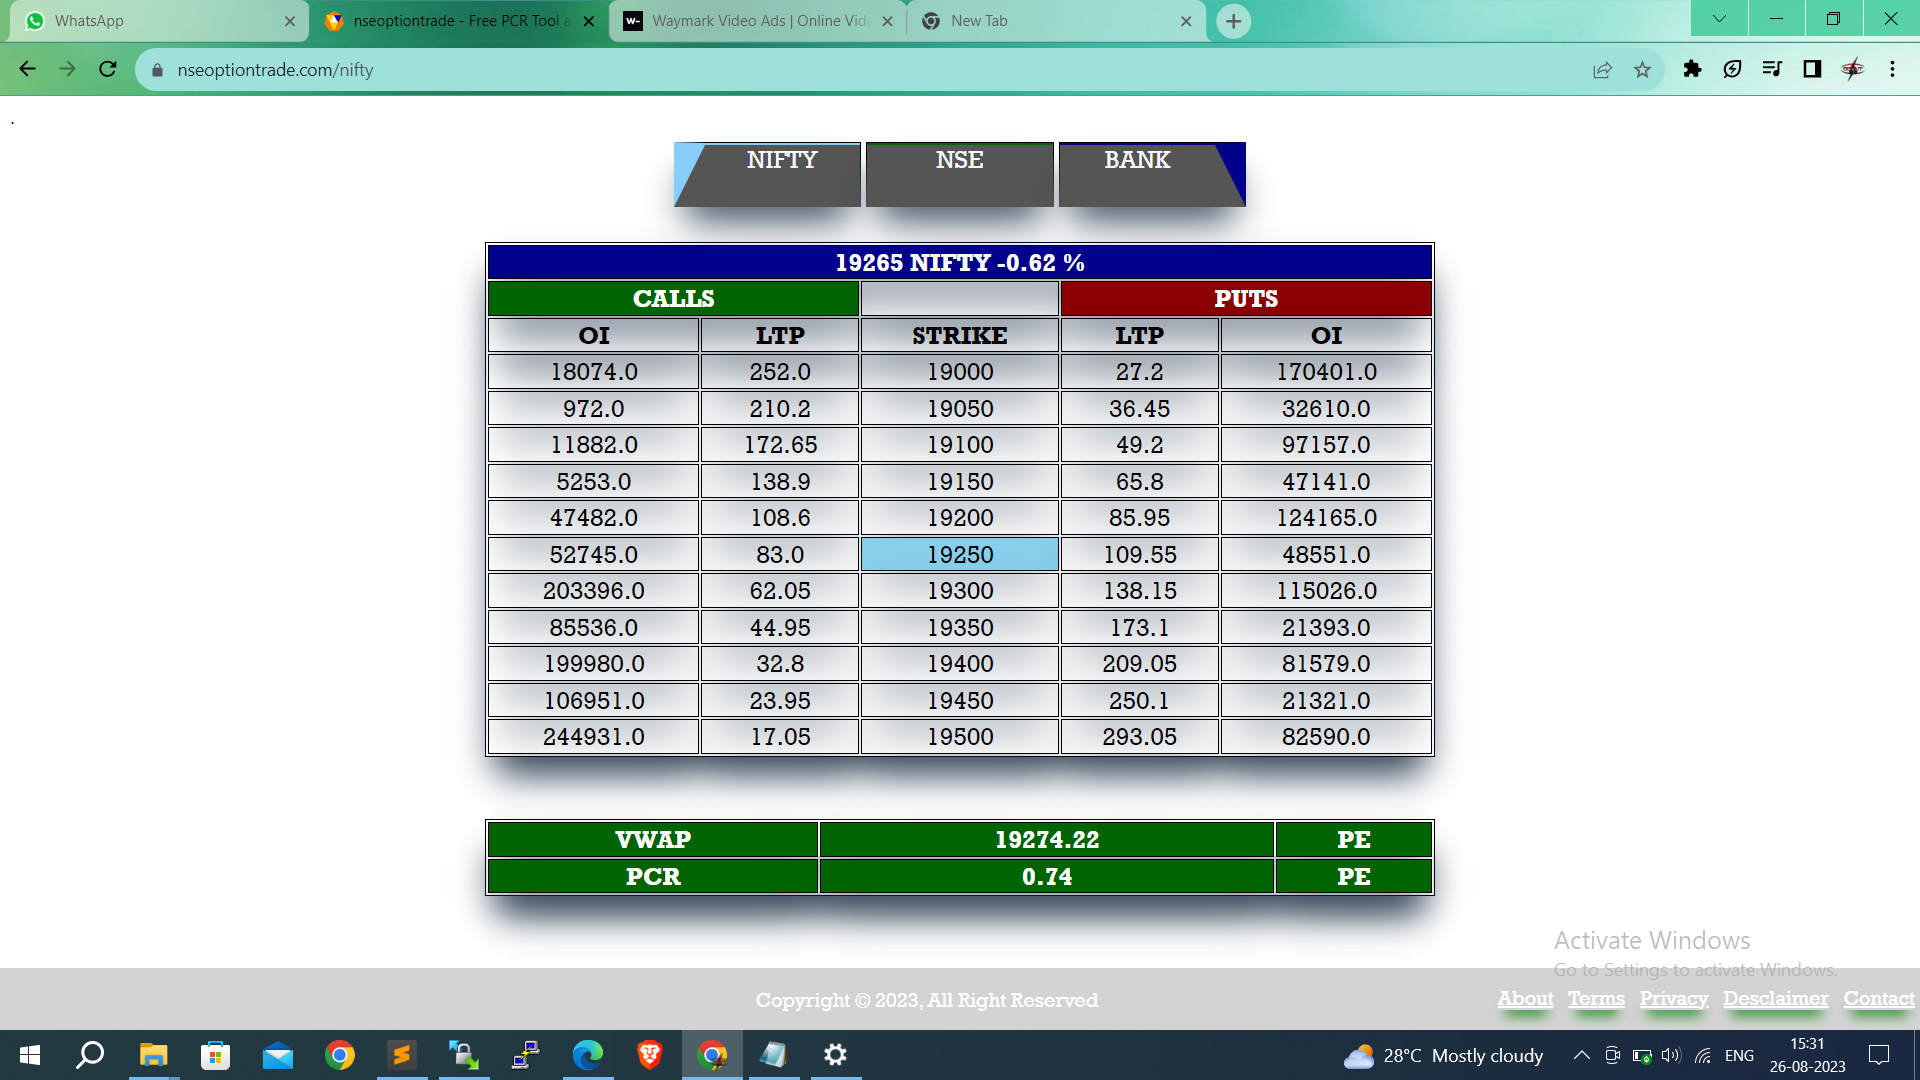 WhatsApp
nseoptiontrade - Free PCR Tool a
w-
Waymark Video Ads | Online Vide
New Tab
nseoptiontrade.com/nifty
.
NIFTY NSE BANK
19265 NIFTY -0.62 %
CALLS PUTS
OI LTP STRIKE LTP OI
18074.0 252.0 19000 27.2 170401.0
972.0 210.2 19050 36.45 32610.0
11882.0 172.65 19100 49.2 97157.0
5253.0 138.9 19150 65.8 47141.0
47482.0 108.6 19200 85.95 124165.0
52745.0 83.0 19250 109.55 48551.0
203396.0 62.05 19300 138.15 115026.0
85536.0 44.95 19350 173.1 21393.0
199980.0 32.8 19400 209.05 81579.0
106951.0 23.95 19450 250.1 21321.0
244931.0 17.05 19500 293.05 82590.0
VWAP 19274.22 PE
PCR 0.74 PE
Activate Windows
Go to Settings to activate Windows.
Copyright © 2023, All Right Reserved
About Terms Privacy Desclaimer Contact
28°C Mostly cloudy
ENG
15:31
26-08-2023